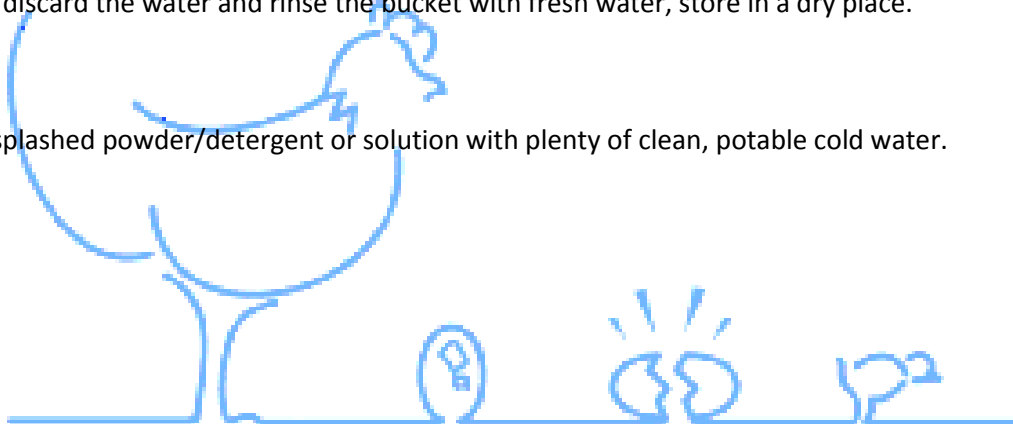 discard the water and rinse the bucket with fresh water, store in a dry place.
splashed powder/detergent or solution with plenty of clean, potable cold water.